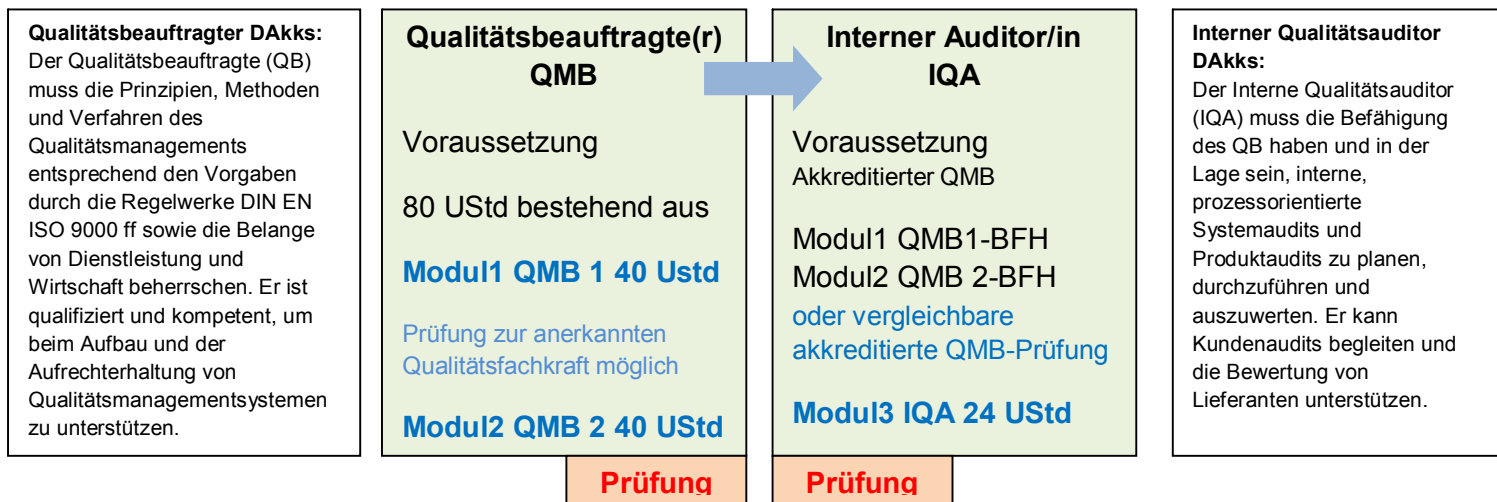 Qualitätsbeauftragter DAkks:
Der Qualitätsbeauftragte (QB)
muss die Prinzipien, Methoden
und Verfahren des
Qualitätsmanagements
entsprechend den Vorgaben
durch die Regelwerke DIN EN
ISO 9000 ff sowie die Belange
von Dienstleistung und
Wirtschaft beherrschen. Er ist
qualifiziert und kompetent, um
beim Aufbau und der
Aufrechterhaltung von
Qualitätsmanagementsystemen
zu unterstützen.
Qualitätsbeauftragte(r)
QMB
Voraussetzung
80 UStd bestehend aus
Modul1 QMB 1 40 Ustd
Prüfung zur anerkannten
Qualitätsfachkraft möglich
Modul2 QMB 2 40 UStd
Prüfung
Interner Auditor/in
IQA
Voraussetzung
Akkreditierter QMB
Modul1 QMB1-BFH
Modul2 QMB 2-BFH
oder vergleichbare
akkreditierte QMB-Prüfung
Modul3 IQA 24 UStd
Prüfung
Interner Qualitätsauditor
DAkks:
Der Interne Qualitätsauditor
(IQA) muss die Befähigung
des QB haben und in der
Lage sein, interne,
prozessorientierte
Systemaudits und
Produktaudits zu planen,
durchzuführen und
auszuwerten. Er kann
Kundenaudits begleiten und
die Bewertung von
Lieferanten unterstützen.